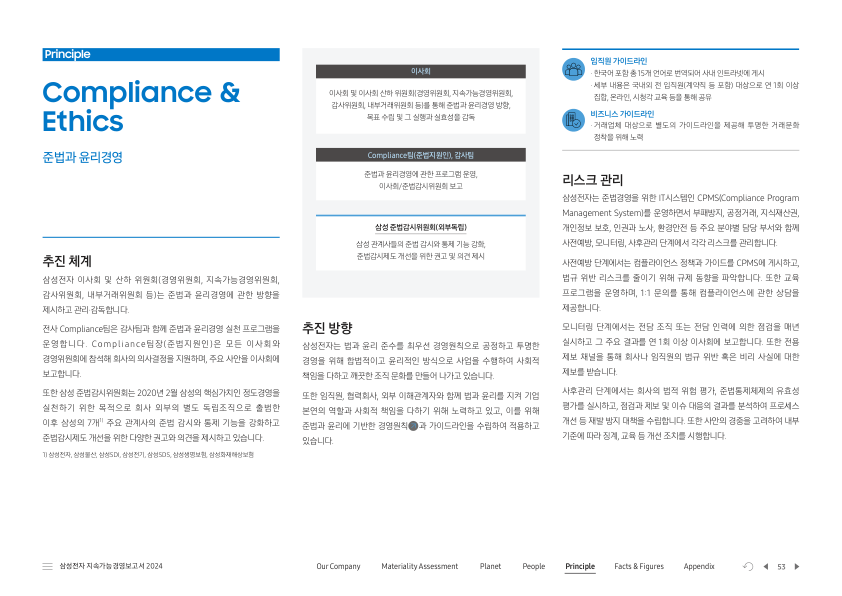 Principle
Compliance &
Ethics
준법과 윤리경영
추진 체계
삼성전자 이사회 및 산하 위원회(경영위원회, 지속가능경영위원회,
감사위원회, 내부거래위원회 등)는 준법과 윤리경영에 관한 방향을
제시하고 관리·감독합니다.
전사 Compliance팀은 감사팀과 함께 준법과 윤리경영 실천 프로그램을
운영합니다. Compliance팀장(준법지원인)은 모든 이사회와
경영위원회에 참석해 회사의 의사결정을 지원하며, 주요 사안을 이사회에
보고합니다.
또한 삼성 준법감시위원회는 2020년 2월 삼성의 핵심가치인 정도경영을
실천하기 위한 목적으로 회사 외부의 별도 독립조직으로 출범한
이후 삼성의 7개1) 주요 관계사의 준법 감시와 통제 기능을 강화하고
준법감시제도 개선을 위한 다양한 권고와 의견을 제시하고 있습니다.
1) 삼성전자, 삼성물산, 삼성SDI, 삼성전기, 삼성SDS, 삼성생명보험, 삼성화재해상보험
이사회
이사회 및 이사회 산하 위원회(경영위원회, 지속가능경영위원회,
감사위원회, 내부거래위원회 등)를 통해 준법과 윤리경영 방향,
목표 수립 및 그 실행과 실효성을 감독
Compliance팀(준법지원인), 감사팀
준법과 윤리경영에 관한 프로그램 운영,
이사회/준법감시위원회 보고
삼성 준법감시위원회(외부독립)
삼성 관계사들의 준법 감시와 통제 기능 강화,
준법감시제도 개선을 위한 권고 및 의견 제시
추진 방향
삼성전자는 법과 윤리 준수를 최우선 경영원칙으로 공정하고 투명한
경영을 위해 합법적이고 윤리적인 방식으로 사업을 수행하여 사회적
책임을 다하고 깨끗한 조직 문화를 만들어 나가고 있습니다.
또한 임직원, 협력회사, 외부 이해관계자와 함께 법과 윤리를 지켜 기업
본연의 역할과 사회적 책임을 다하기 위해 노력하고 있고, 이를 위해
준법과 윤리에 기반한 경영원칙과 가이드라인을 수립하여 적용하고
있습니다.
임직원 가이드라인
· 한국어 포함 총 15개 언어로 번역되어 사내 인트라넷에 게시
· 세부 내용은 국내외 전 임직원(계약직 등 포함) 대상으로 연 1회 이상
집합, 온라인, 시청각 교육 등을 통해 공유
비즈니스 가이드라인
· 거래업체 대상으로 별도의 가이드라인을 제공해 투명한 거래문화
정착을 위해 노력
리스크 관리
삼성전자는 준법경영을 위한 IT시스템인 CPMS(Compliance Program
Management System)를 운영하면서 부패방지, 공정거래, 지식재산권,
개인정보 보호, 인권과 노사, 환경안전 등 주요 분야별 담당 부서와 함께
사전예방, 모니터링, 사후관리 단계에서 각각 리스크를 관리합니다.
사전예방 단계에서는 컴플라이언스 정책과 가이드를 CPMS에 게시하고,
법규 위반 리스크를 줄이기 위해 규제 동향을 파악합니다. 또한 교육
프로그램을 운영하며, 1:1 문의를 통해 컴플라이언스에 관한 상담을
제공합니다.
모니터링 단계에서는 전담 조직 또는 전담 인력에 의한 점검을 매년
실시하고 그 주요 결과를 연 1회 이상 이사회에 보고합니다. 또한 전용
제보 채널을 통해 회사나 임직원의 법규 위반 혹은 비리 사실에 대한
제보를 받습니다.
사후관리 단계에서는 회사의 법적 위험 평가, 준법통제체제의 유효성
평가를 실시하고, 점검과 제보 및 이슈 대응의 결과를 분석하여 프로세스
개선 등 재발 방지 대책을 수립합니다. 또한 사안의 경중을 고려하여 내부
기준에 따라 징계, 교육 등 개선 조치를 시행합니다.
삼성전자 지속가능경영보고서 2024
Our Company Materiality Assessment Planet People Principle Facts & Figures Appendix 53